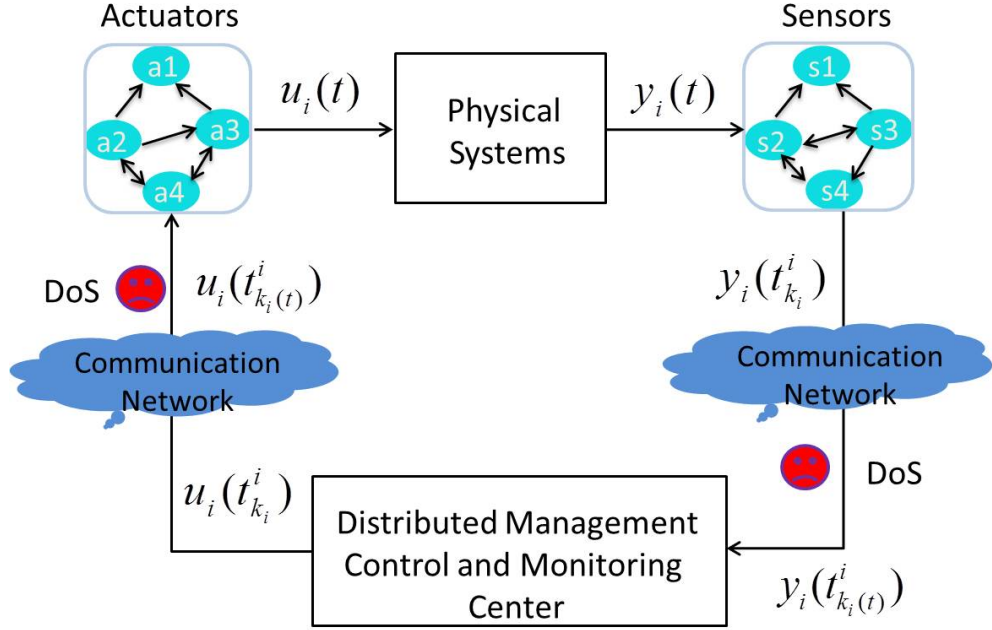 Actuators
Sensors
a1
a2
a3
a4
u_i(t)
Physical
Systems
y_i(t)
s1
s2
s3
s4
DoS
u_i(t^i_{k_i(t)})
y_i(t^i_{k_i})
Communication
Network
Communication
Network
DoS
u_i(t^i_{k_i})
Distributed Management
Control and Monitoring
Center
y_i(t^i_{k_i(t)})